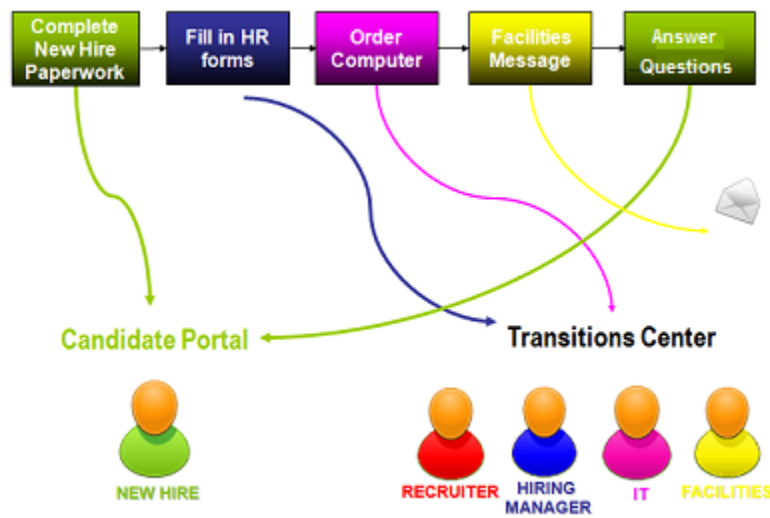 Complete
New Hire
Paperwork
Fill in HR
forms
Order
Computer
Facilities
Message
Answer
Questions
Candidate Portal
Transitions Center
NEW HIRE
RECRUITER
HIRING
MANAGER
IT
FACILITIES